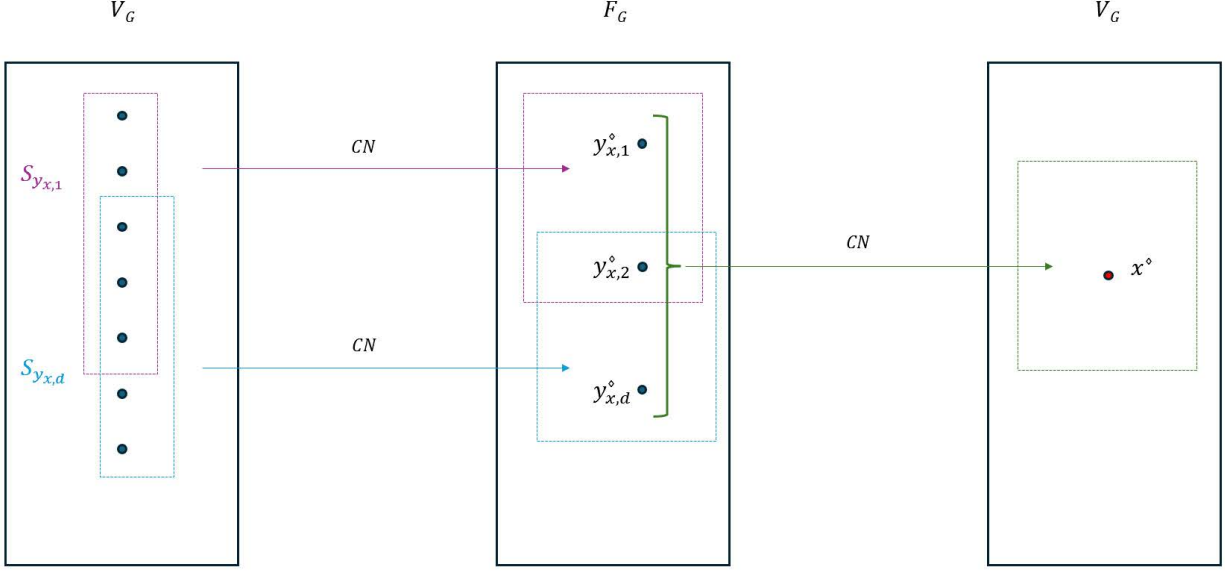 V_G
F_G
V_G
S_{y_{x,1}}
CN
y^⋄_{x,1}
y^⋄_{x,2}
CN
x^⋄
S_{y_{x,d}}
CN
y^⋄_{x,d}